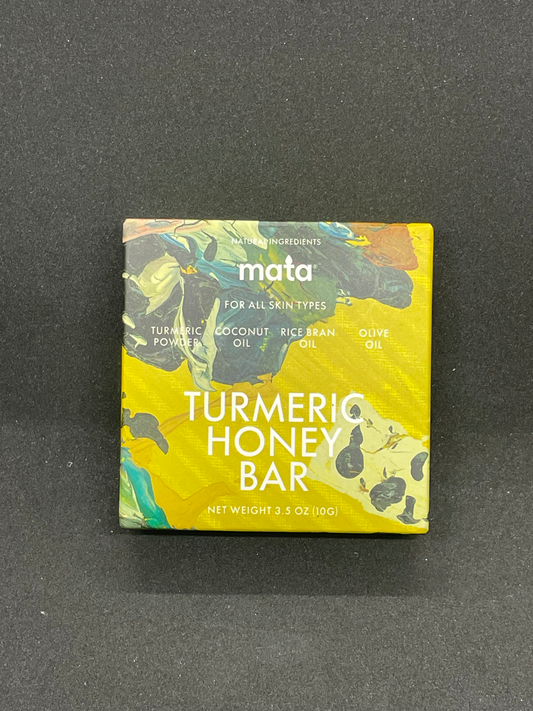 NATURAL INGREDIENTS
mata®
FOR ALL SKIN TYPES
TURMERIC POWDER COCONUT OIL RICE BRAN OIL OLIVE OIL
TURMERIC
HONEY
BAR
NET WEIGHT 3.5 OZ (10G)